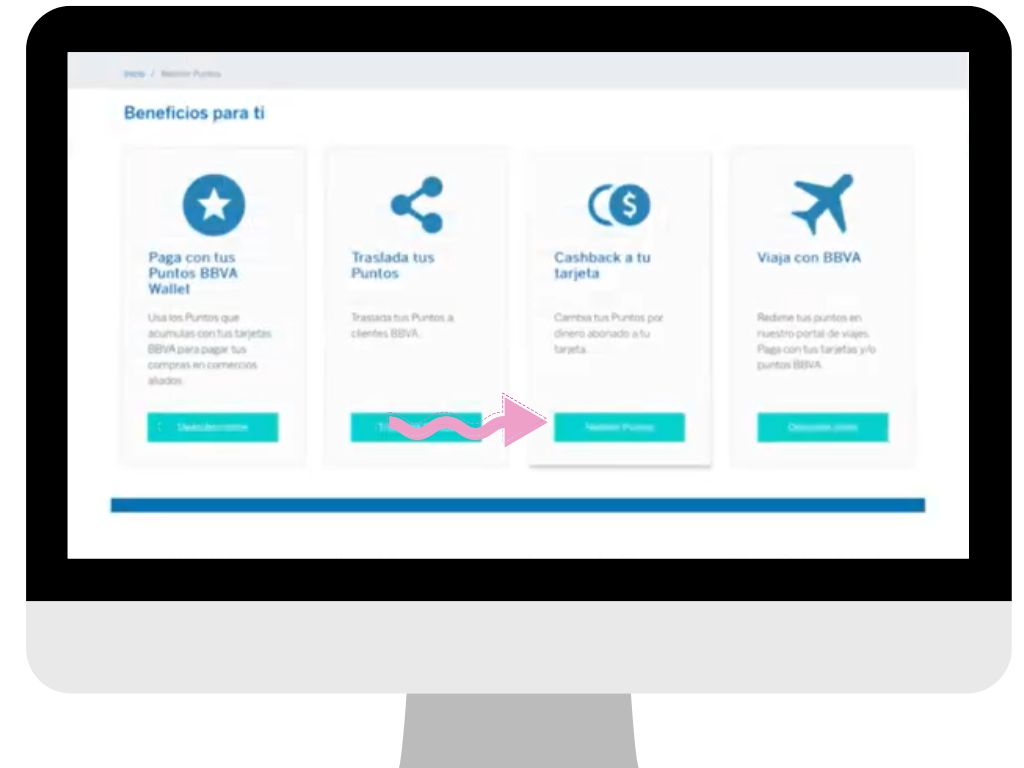 Inicio / Redimir Puntos
Beneficios para ti
Paga con tus
Puntos BBVA
Wallet
Usa los Puntos que
acumulas con tus tarjetas
BBVA para pagar tus
compras en comercios
aliados.
Traslada tus
Puntos
Traslada tus Puntos a
clientes BBVA.
Cashback a tu
tarjeta
Cambia tus Puntos por
dinero abonado a tu
tarjeta.
Redimir Puntos
Viaja con BBVA
Redime tus puntos en
nuestro portal de viajes.
Paga con tus tarjetas y/o
puntos BBVA